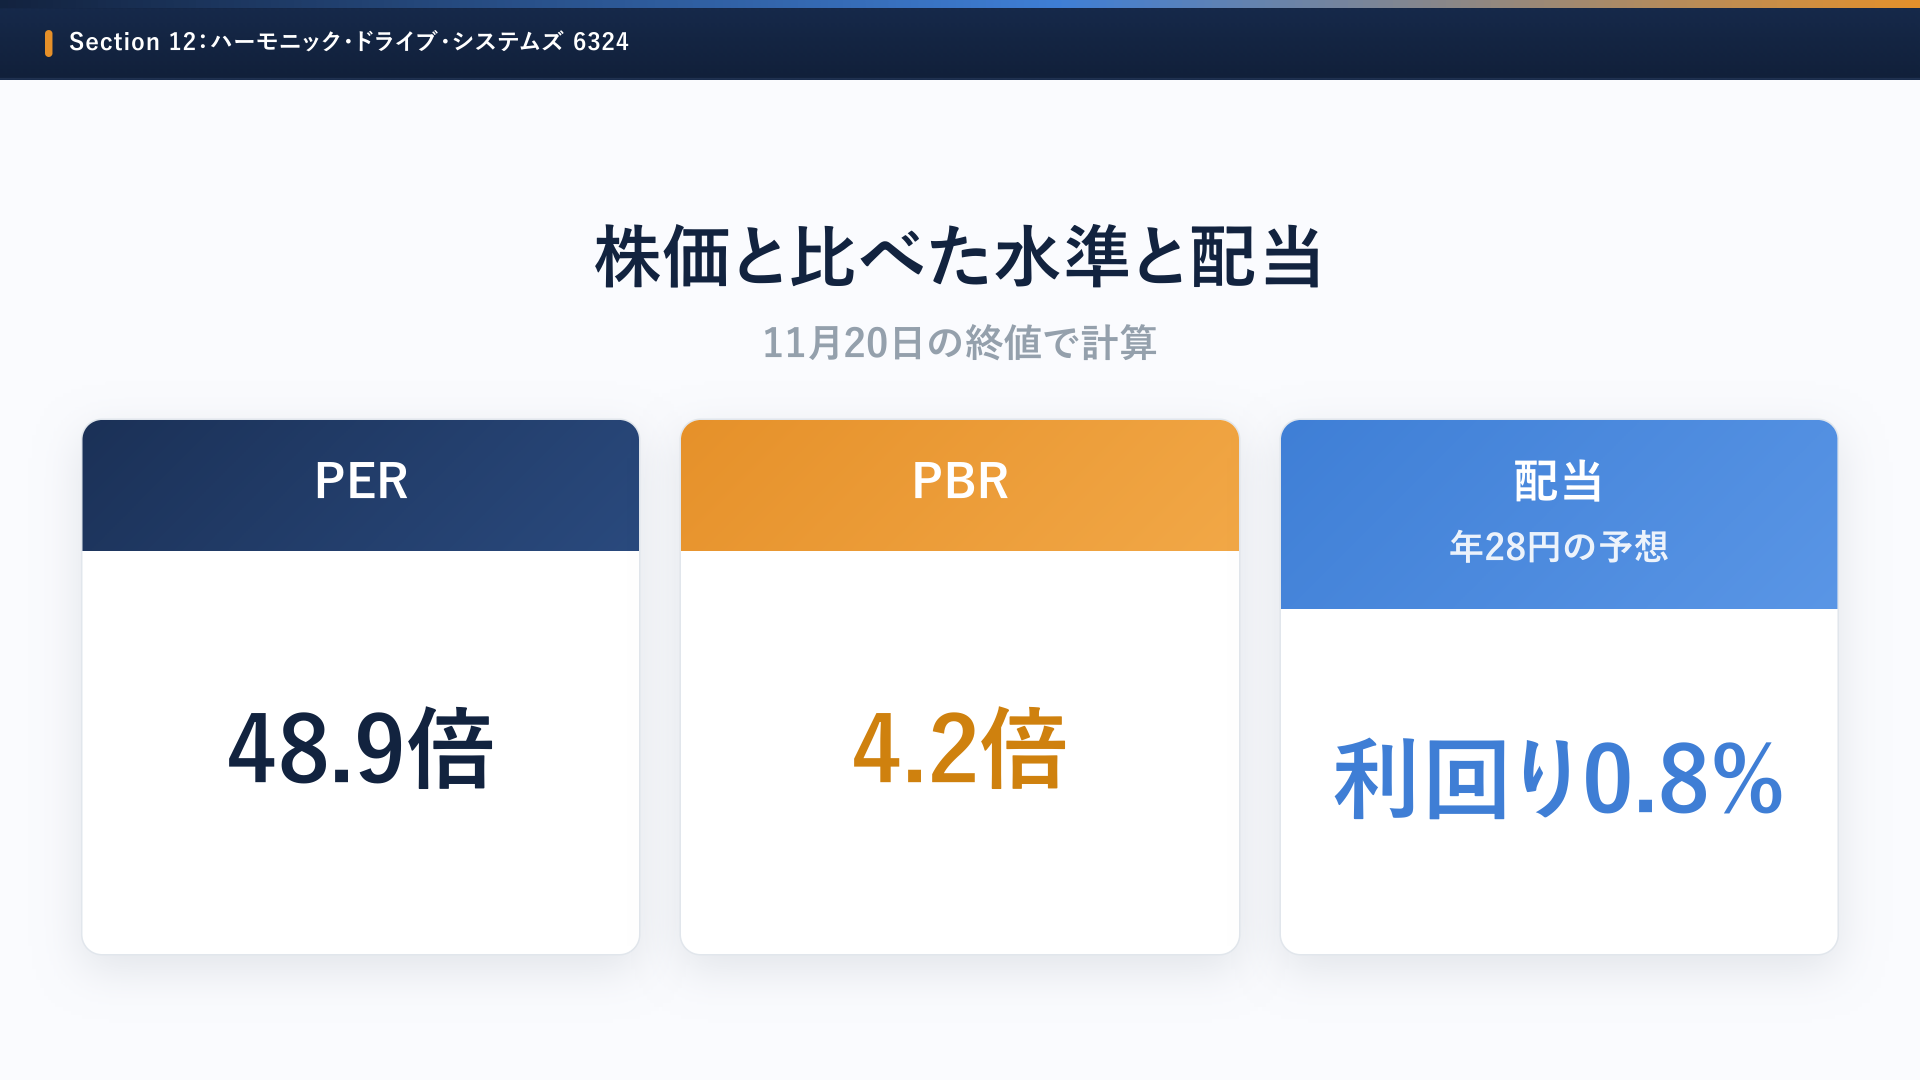 Section 12：ハーモニック・ドライブ・システムズ 6324
株価と比べた水準と配当
11月20日の終値で計算
PER
48.9倍
PBR
4.2倍
配当
年28円の予想
利回り0.8%